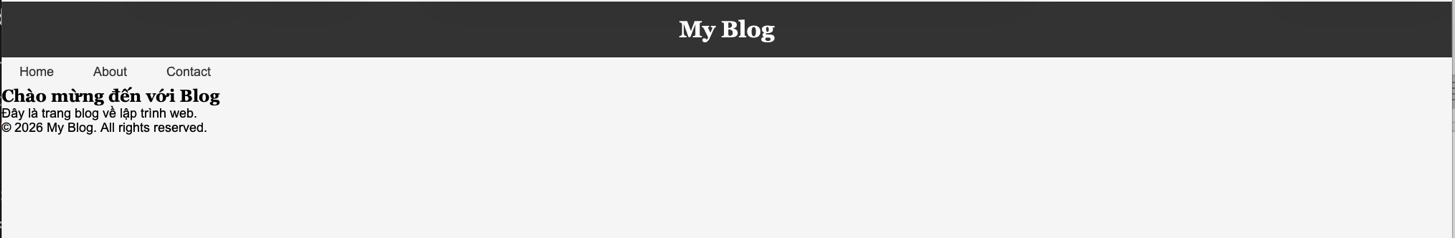 My Blog
Home About Contact
Chào mừng đến với Blog
Đây là trang blog về lập trình web.
© 2026 My Blog. All rights reserved.